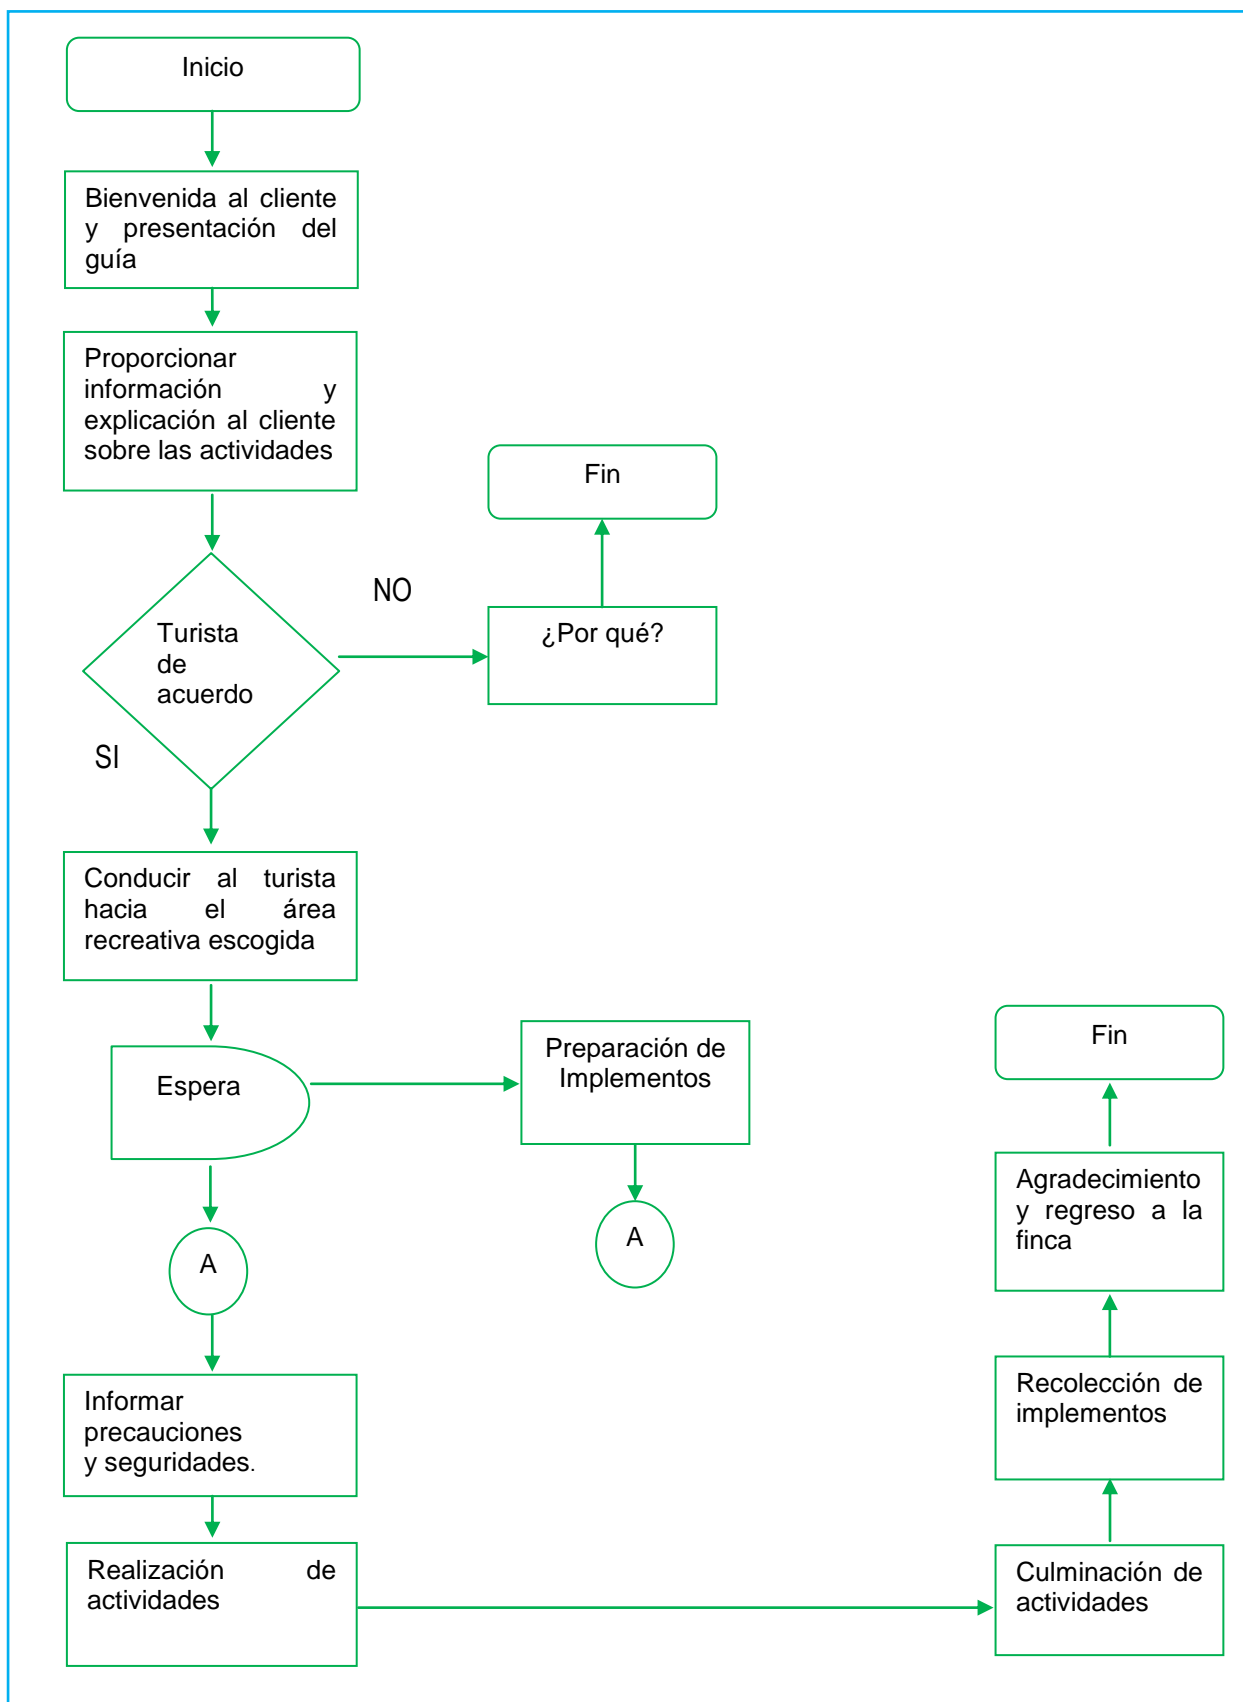 Inicio
Bienvenida al cliente
y presentación del
guía
Proporcionar
información y
explicación al cliente
sobre las actividades
Fin
NO
¿Por qué?
Turista
de
acuerdo
SI
Conducir al turista
hacia el área
recreativa escogida
Espera
Preparación de
Implementos
A
A
Informar
precauciones
y seguridades.
Realización de
actividades
Culminación de
actividades
Recolección de
implementos
Agradecimiento
y regreso a la
finca
Fin